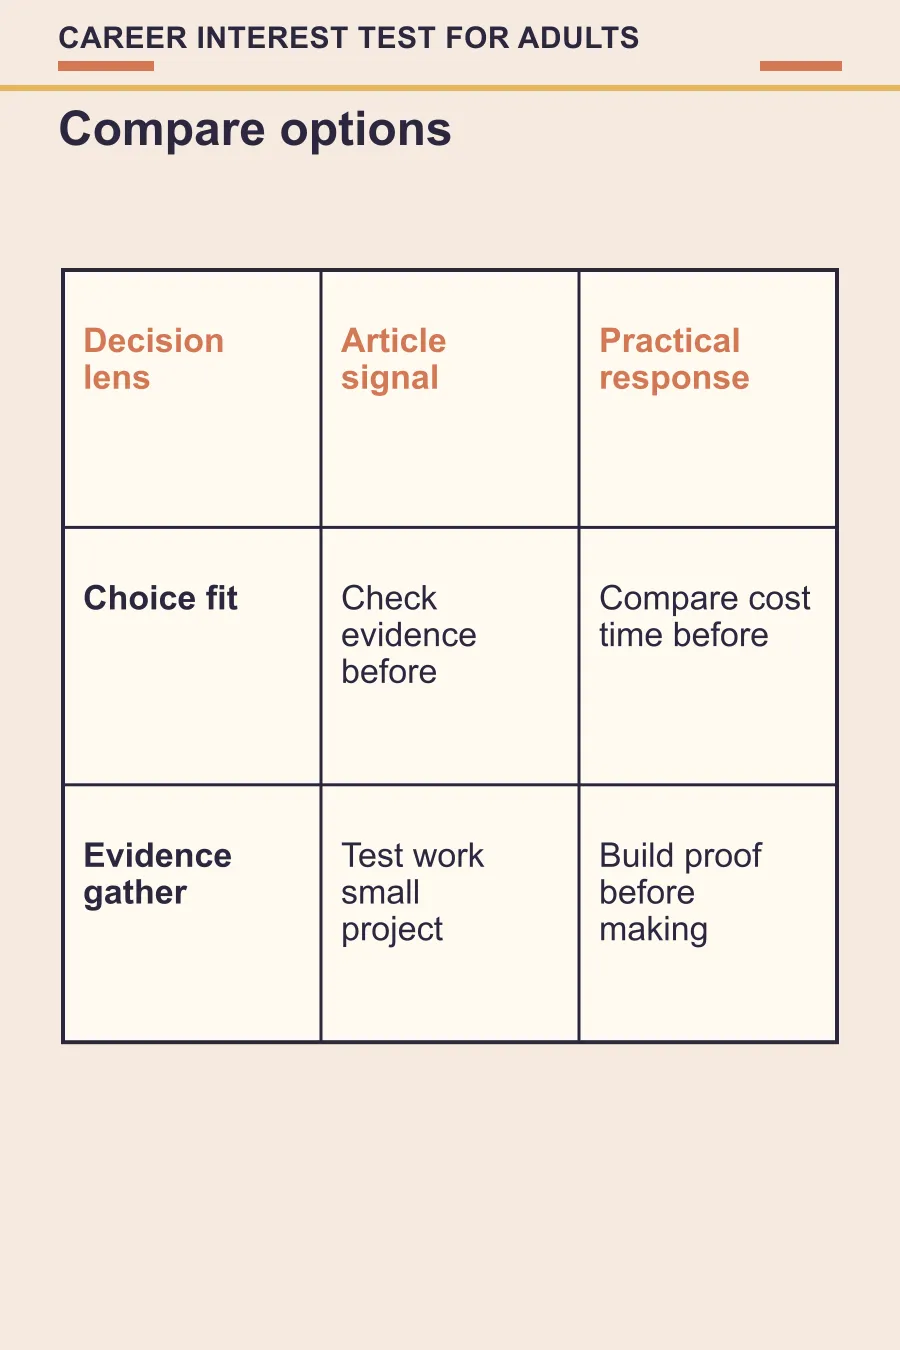 CAREER INTEREST TEST FOR ADULTS
Compare options
Decision
lens
Article
signal
Practical
response
Choice fit
Check
evidence
before
Compare cost
time before
Evidence
gather
Test work
small
project
Build proof
before
making